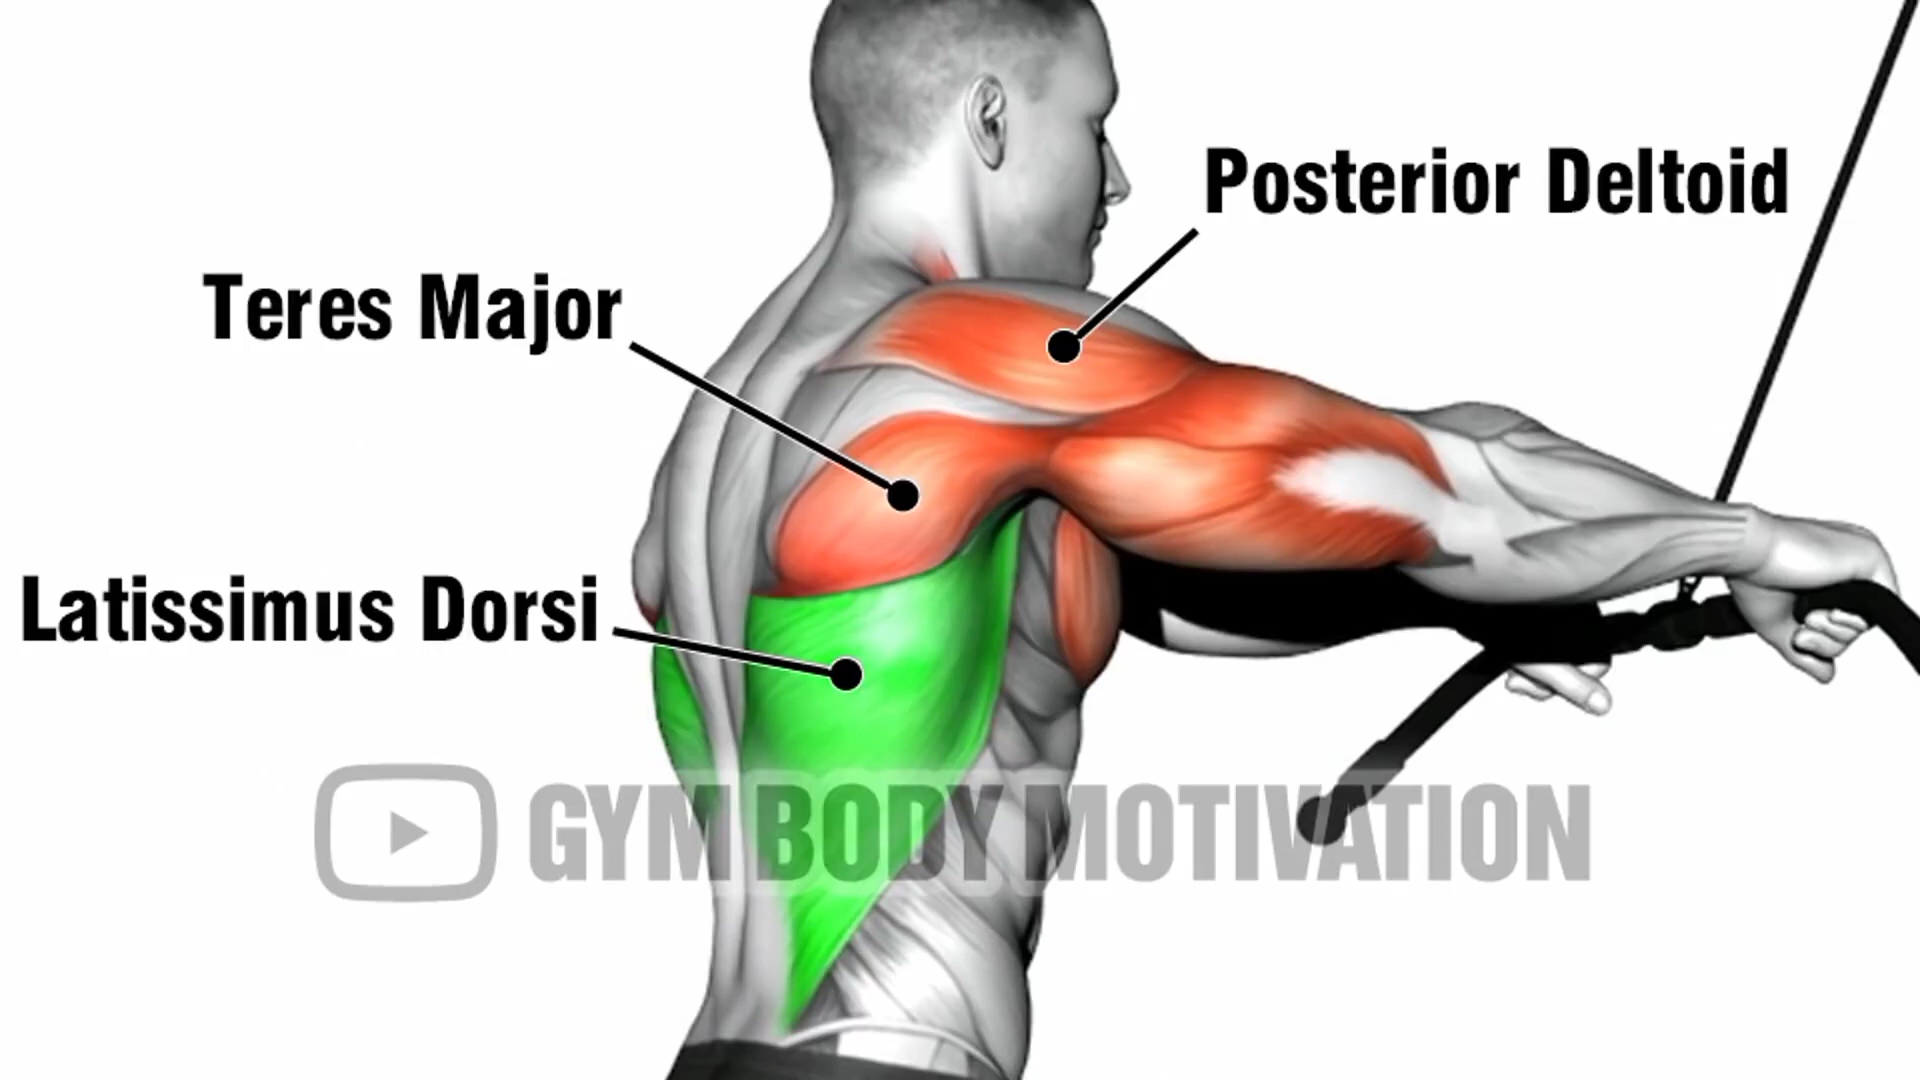 Posterior Deltoid
Teres Major
Latissimus Dorsi
GYM BODY MOTIVATION